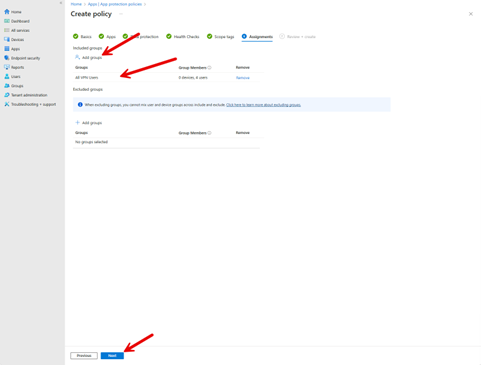 Home > Apps | App protection policies >
Create policy ...
Home
Dashboard
All services
Devices
Apps
Endpoint security
Reports
Users
Groups
Tenant administration
Troubleshooting + support
Basics
Apps
protection
Health Checks
Scope tags
Assignments
Review + create
Included groups
Add groups
Groups
Group Members
Remove
All VPN Users
0 devices, 6 users
Remove
Excluded groups
When excluding groups, you cannot mix user and device groups across include and exclude. Click here to learn more about excluding groups.
Add groups
Groups
Group Members
Remove
No groups selected
Previous
Next